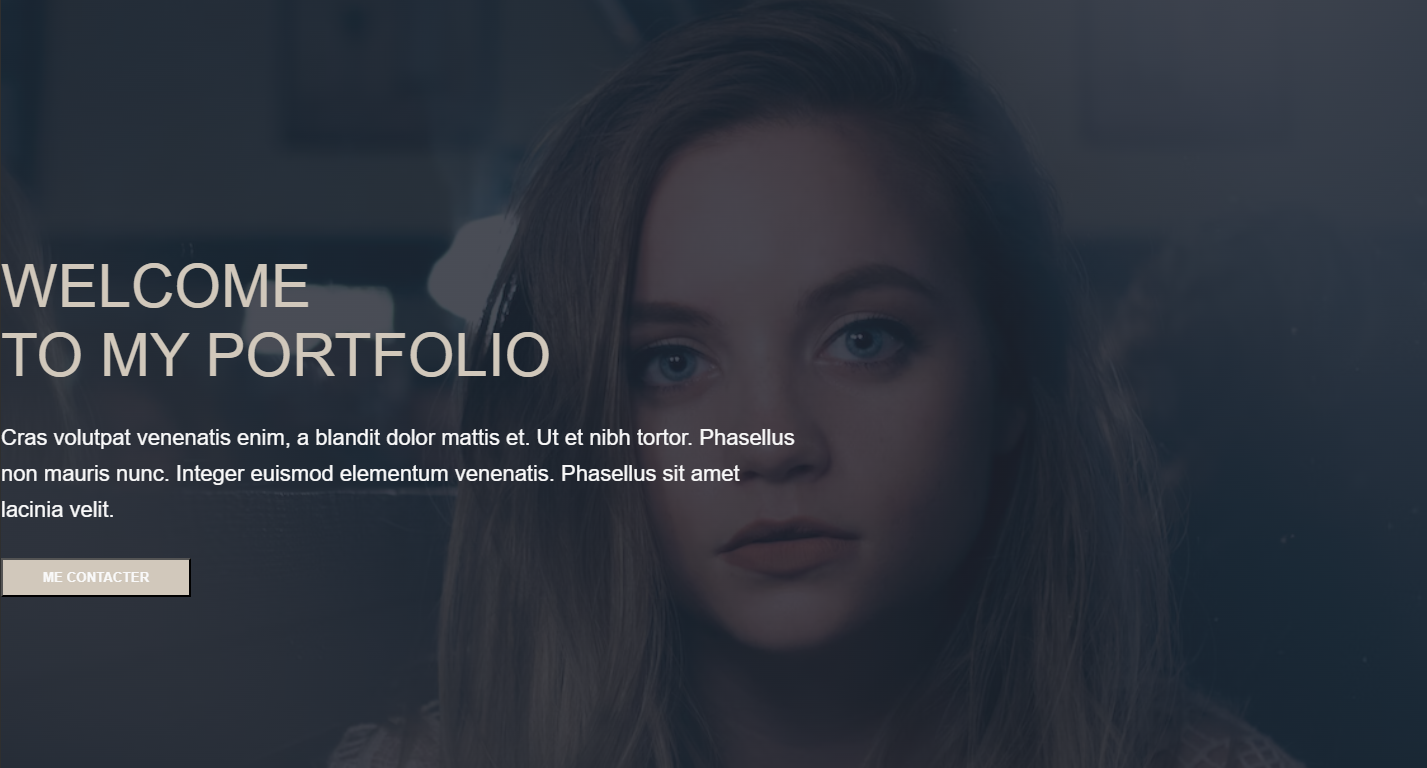 WELCOME
TO MY PORTFOLIO
Cras volutpat venenatis enim, a blandit dolor mattis et. Ut et nibh tortor. Phasellus
non mauris nunc. Integer euismod elementum venenatis. Phasellus sit amet
lacinia velit.
ME CONTACTER